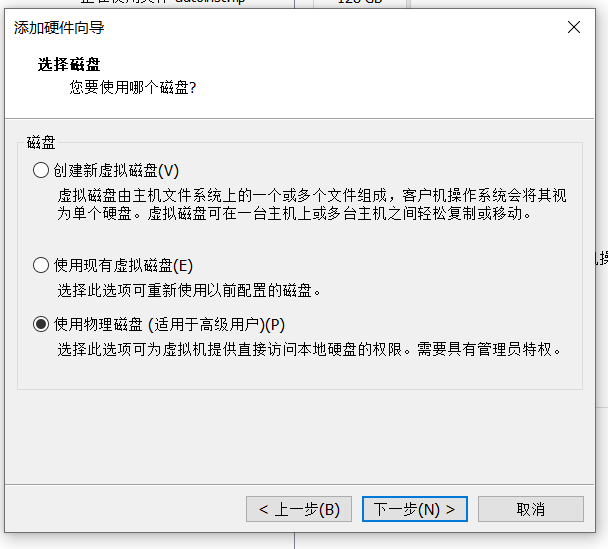 120 GB
添加硬件向导
选择磁盘
您要使用哪个磁盘?
磁盘
创建新虚拟磁盘(V)
虚拟磁盘由主机文件系统上的一个或多个文件组成，客户机操作系统会将其视
为单个硬盘。虚拟磁盘可在一台主机上或多台主机之间轻松复制或移动。
使用现有虚拟磁盘(E)
选择此选项可重新使用以前配置的磁盘。
使用物理磁盘 (适用于高级用户)(P)
选择此选项可为虚拟机提供直接访问本地硬盘的权限。需要具有管理员特权。
< 上一步(B)
下一步(N) >
取消